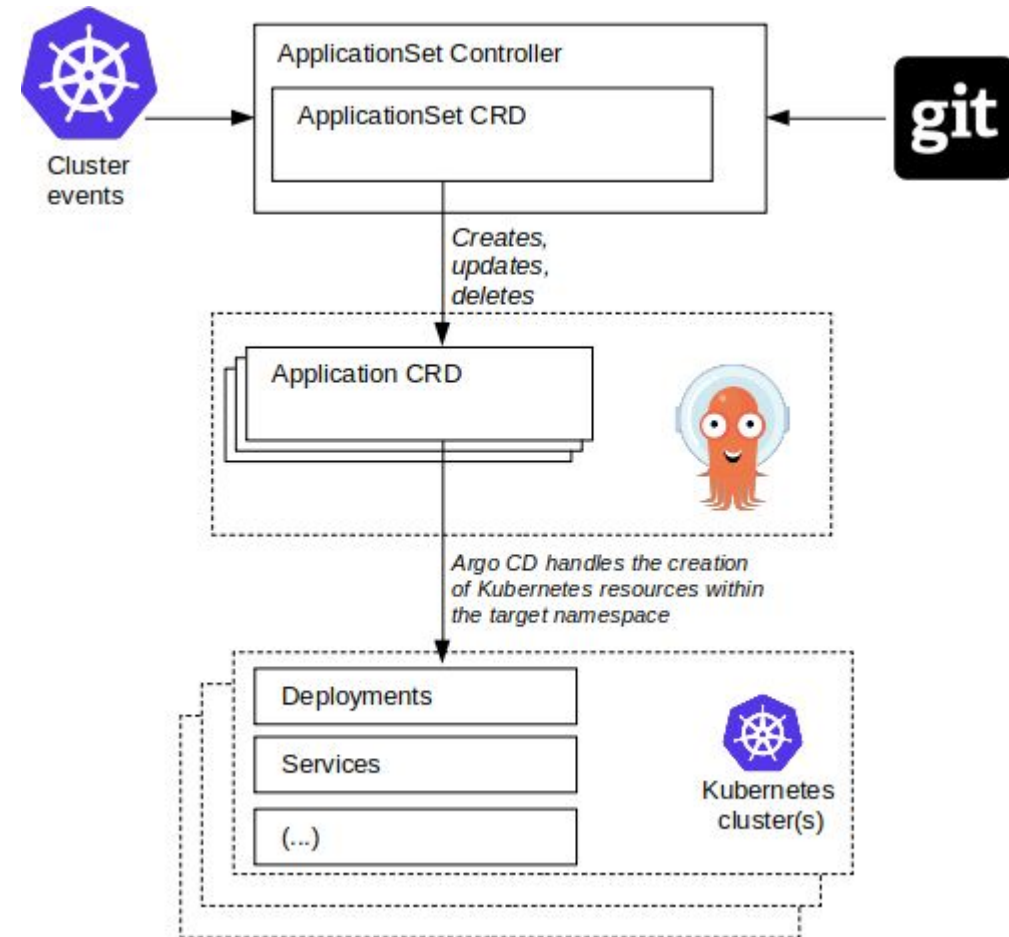 ApplicationSet Controller
ApplicationSet CRD
git
Cluster
events
Creates,
updates,
deletes
Application CRD
Argo CD handles the creation
of Kubernetes resources within
the target namespace
Deployments
Services
(...)
Kubernetes
cluster(s)